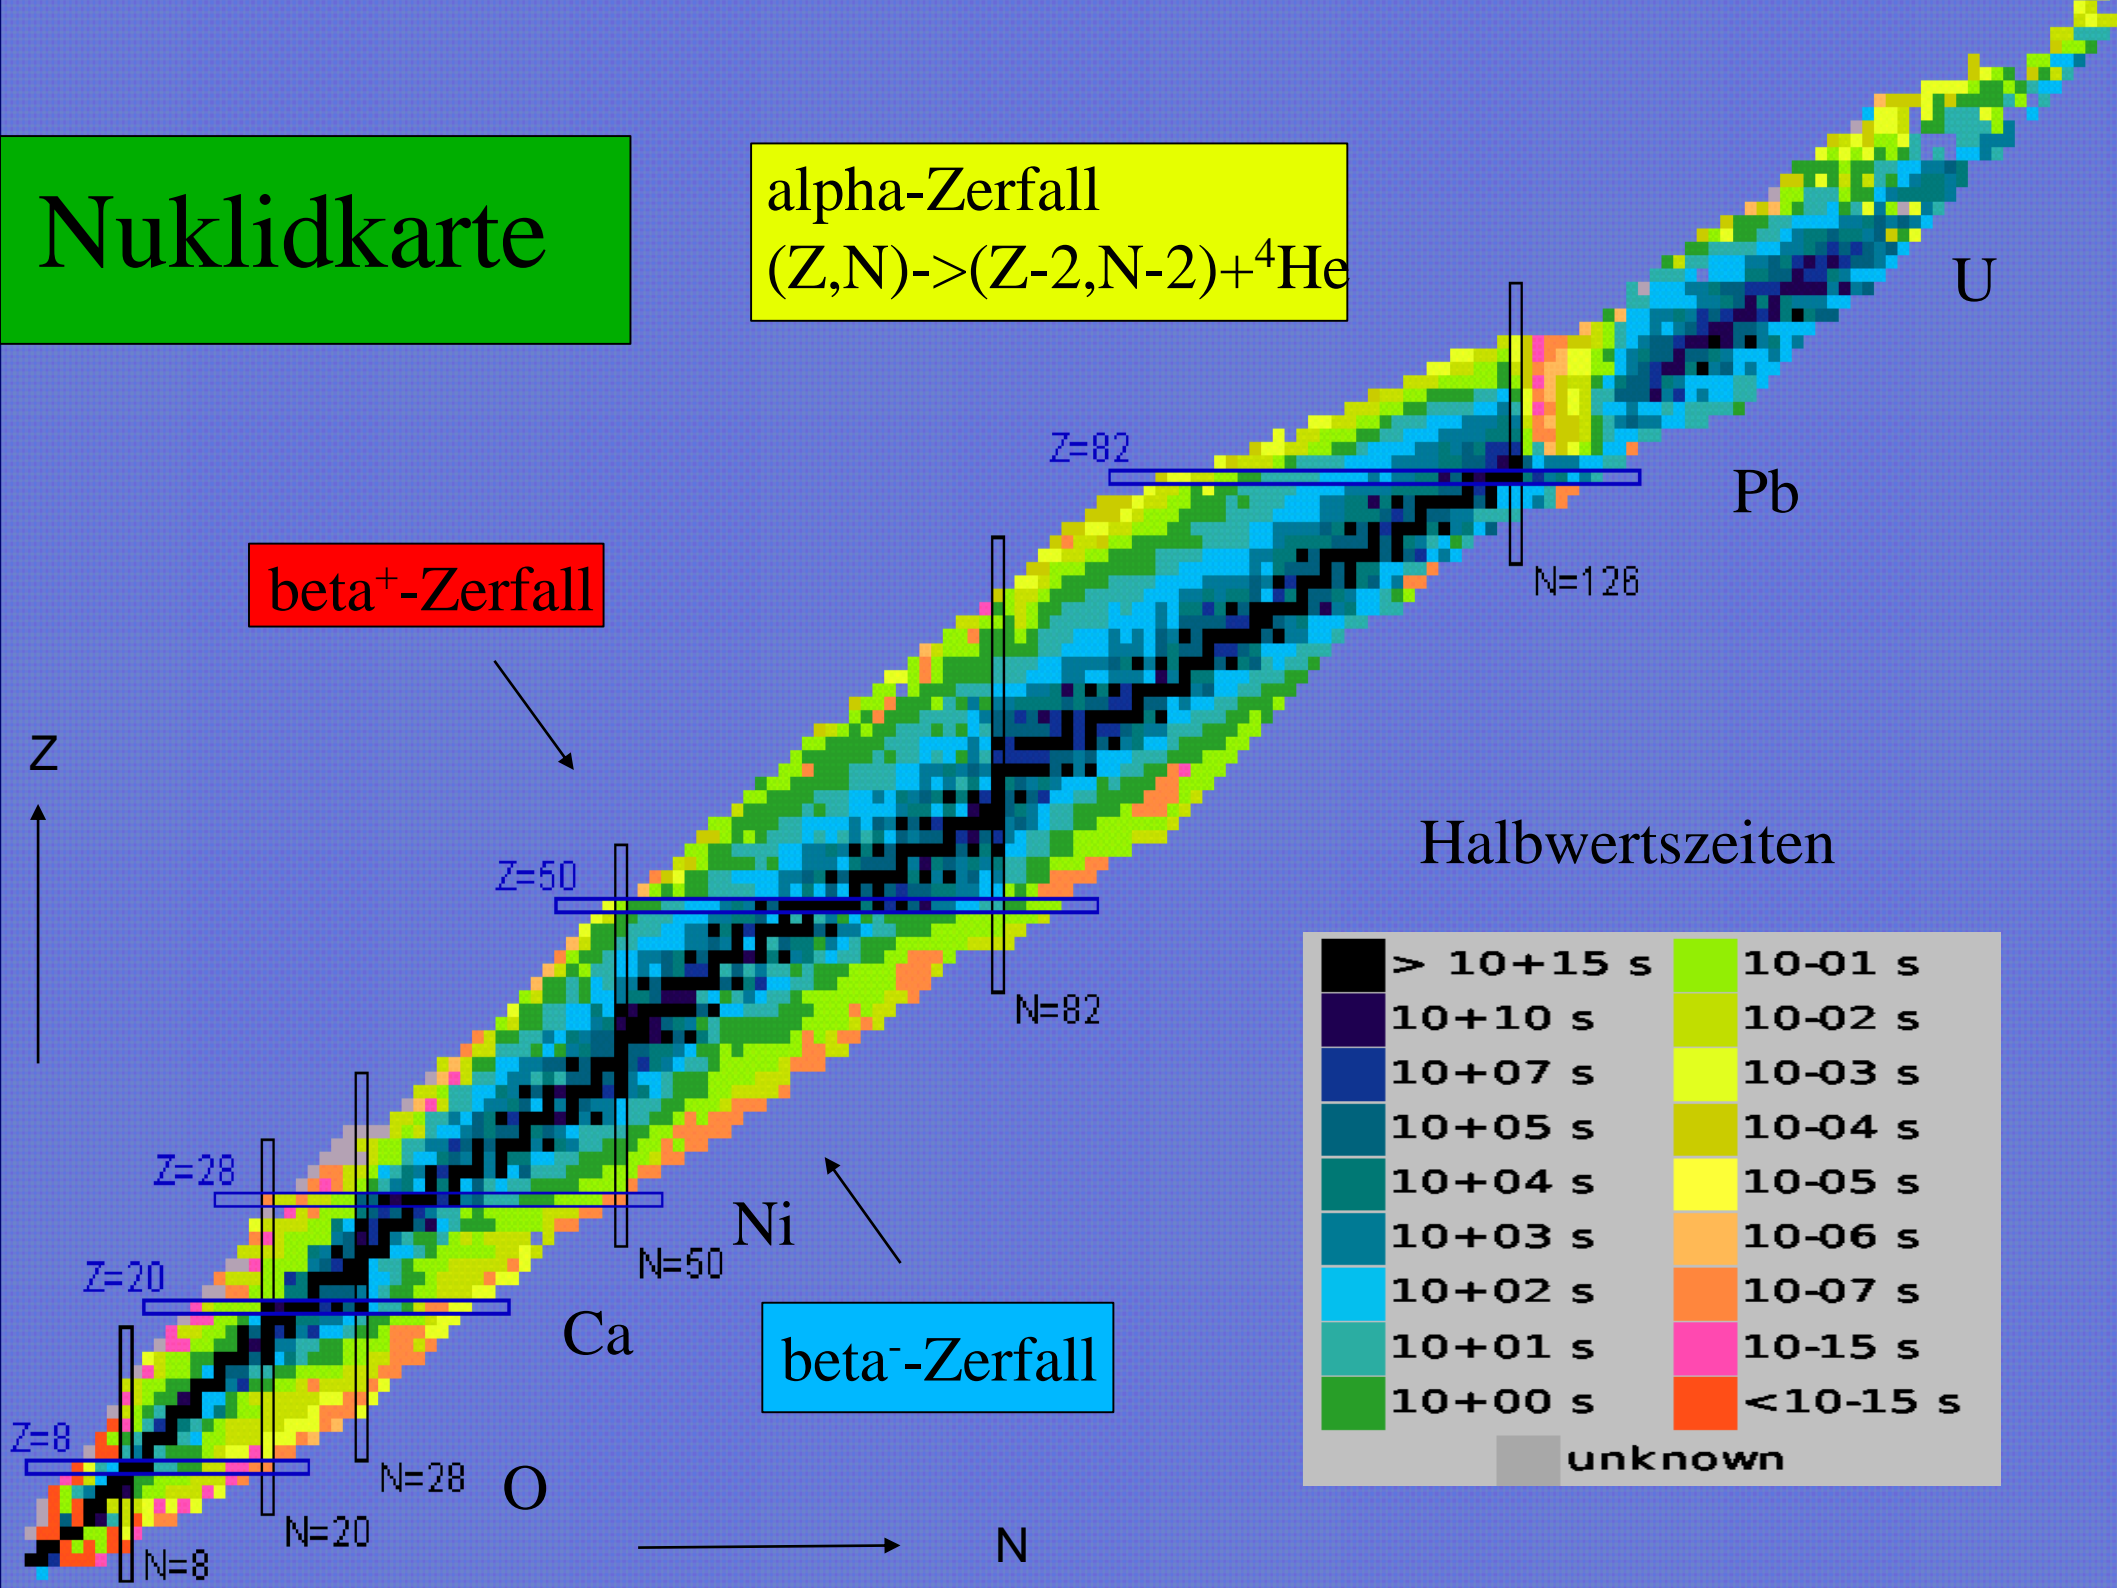 Nuklidkarte
alpha-Zerfall
(Z,N)->(Z-2,N-2)+⁴He
U
Z=82
Pb
N=126
beta⁺-Zerfall
Z
Z=50
N=82
Halbwertszeiten
> 10+15 s
10+10 s
10+07 s
10+05 s
10+04 s
10+03 s
10+02 s
10+01 s
10+00 s
10-01 s
10-02 s
10-03 s
10-04 s
10-05 s
10-06 s
10-07 s
10-15 s
<10-15 s
unknown
Z=28
Ni
N=50
Z=20
Ca
beta⁻-Zerfall
Z=8
N=28
O
N=20
N
N=8